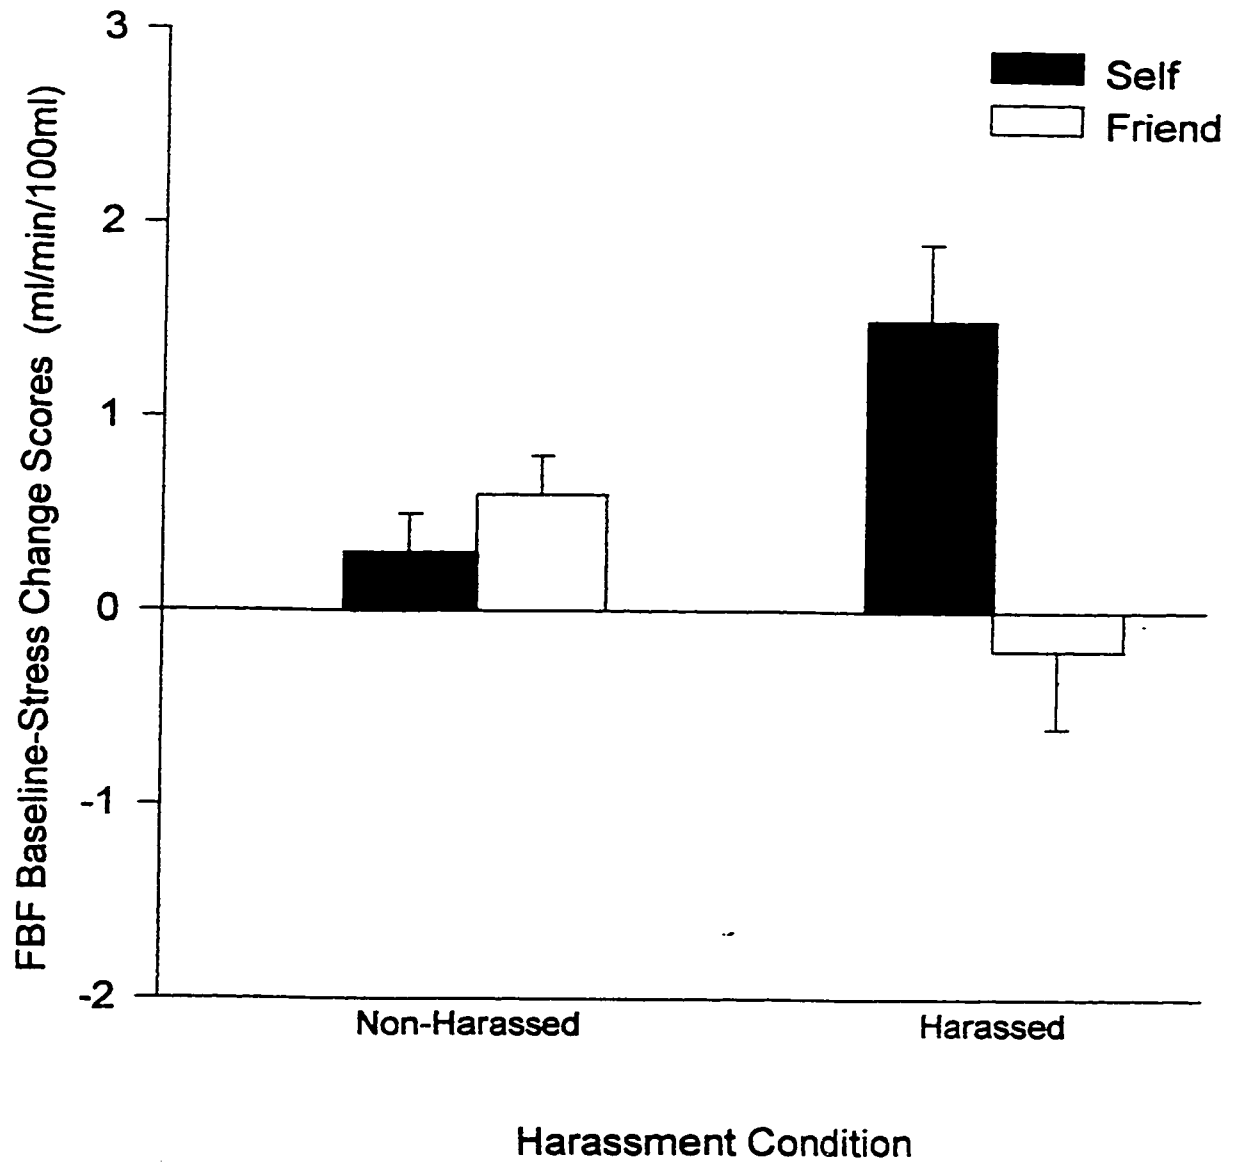 3
2
1
0
-1
-2
FBF Baseline-Stress Change Scores (ml/min/100ml)
Self
Friend
Non-Harassed
Harassed
Harassment Condition